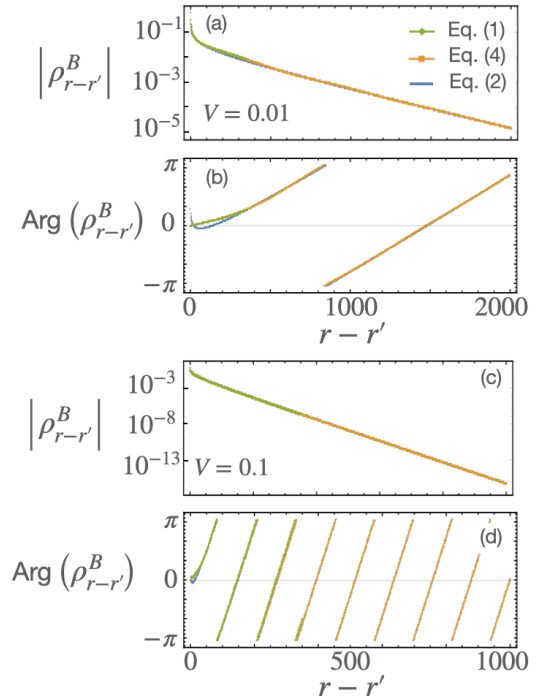 (a)
10^{-1}
Eq. (1)
|ρ^B_{r−r′}|
10^{-3}
Eq. (4)
Eq. (2)
10^{-5}
V = 0.01
π
(b)
Arg (ρ^B_{r−r′})
0
−π
0 1000 2000
r − r′
(c)
10^{-3}
|ρ^B_{r−r′}|
10^{-8}
10^{-13}
V = 0.1
π
(d)
Arg (ρ^B_{r−r′})
0
−π
0 500 1000
r − r′